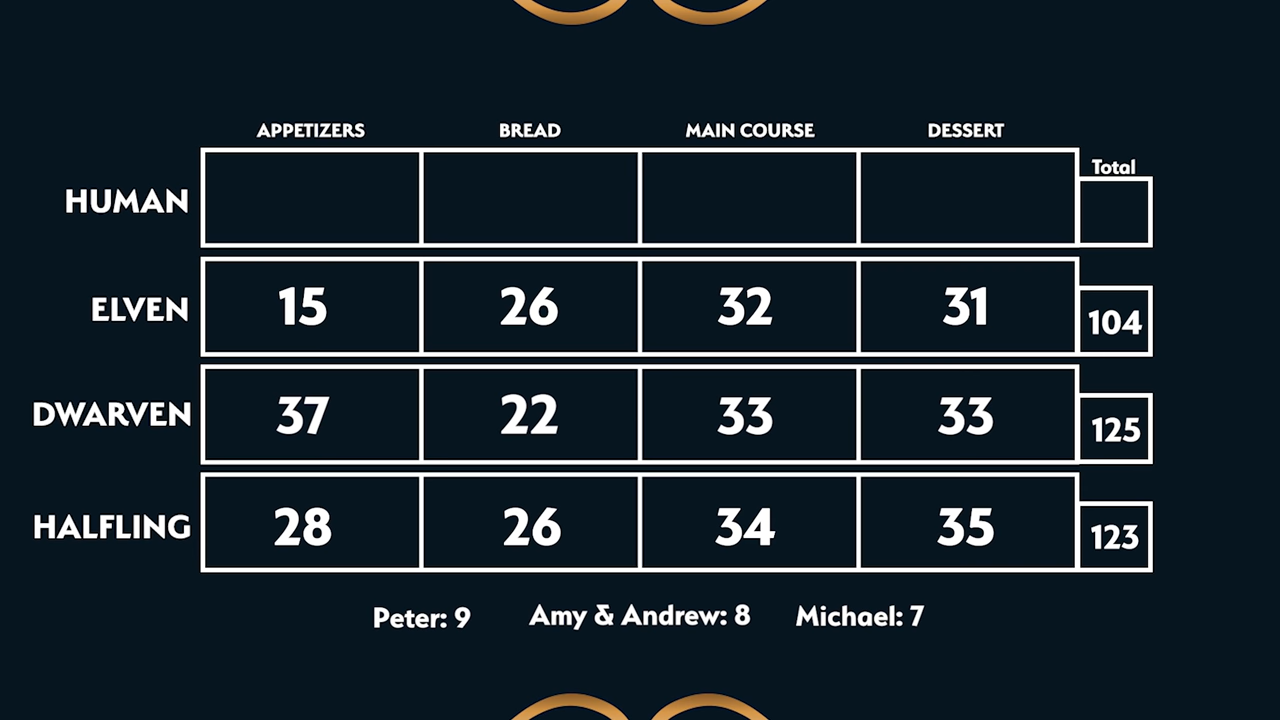 APPETIZERS BREAD MAIN COURSE DESSERT
Total
HUMAN
ELVEN 15 26 32 31 104
DWARVEN 37 22 33 33 125
HALFLING 28 26 34 35 123
Peter: 9 Amy & Andrew: 8 Michael: 7